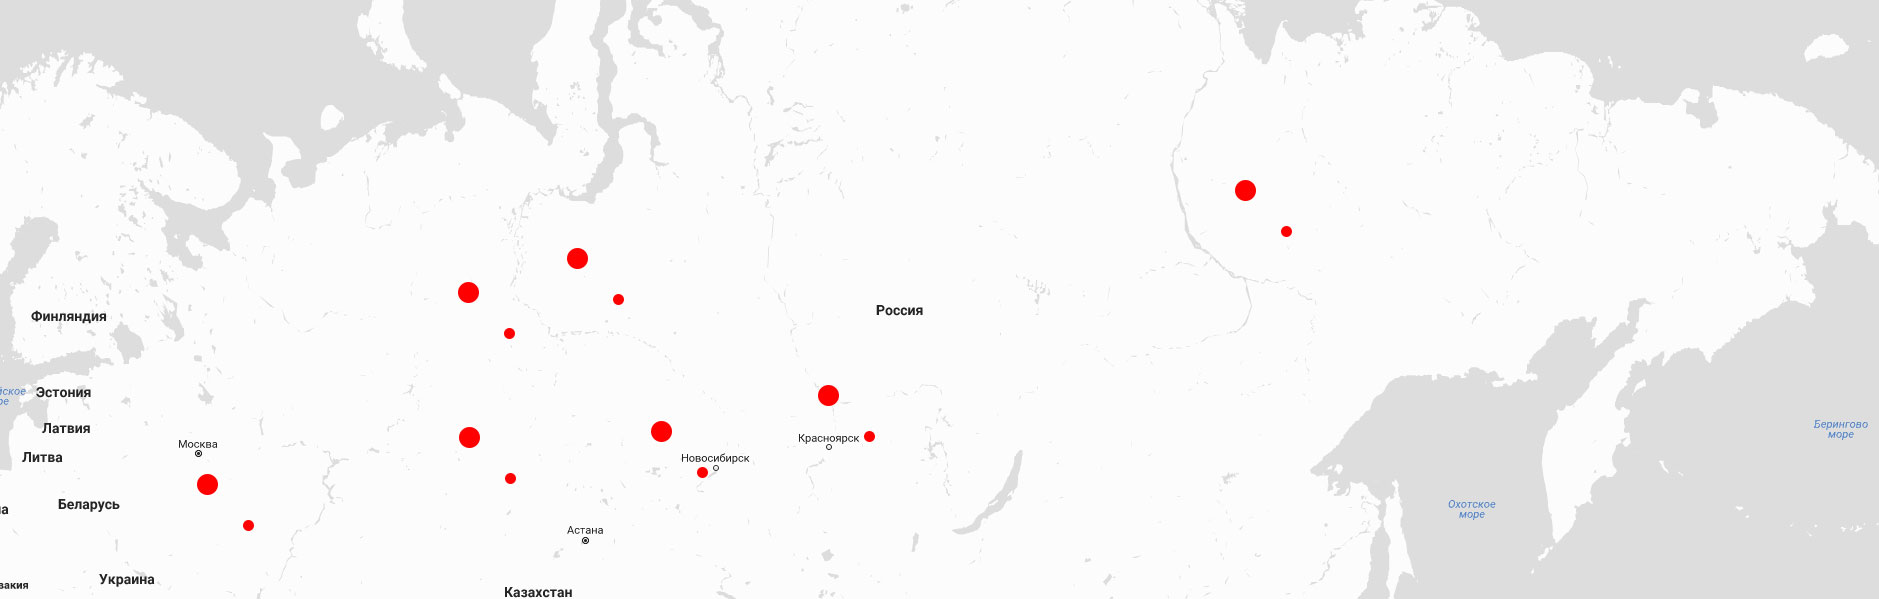 Россия
Финляндия
йское
ре
Эстония
Латвия
Берингово
море
Москва
Красноярск
Литва
Новосибирск
Беларусь
на
Охотское
море
Астана
Украина
вакия
Казахстан